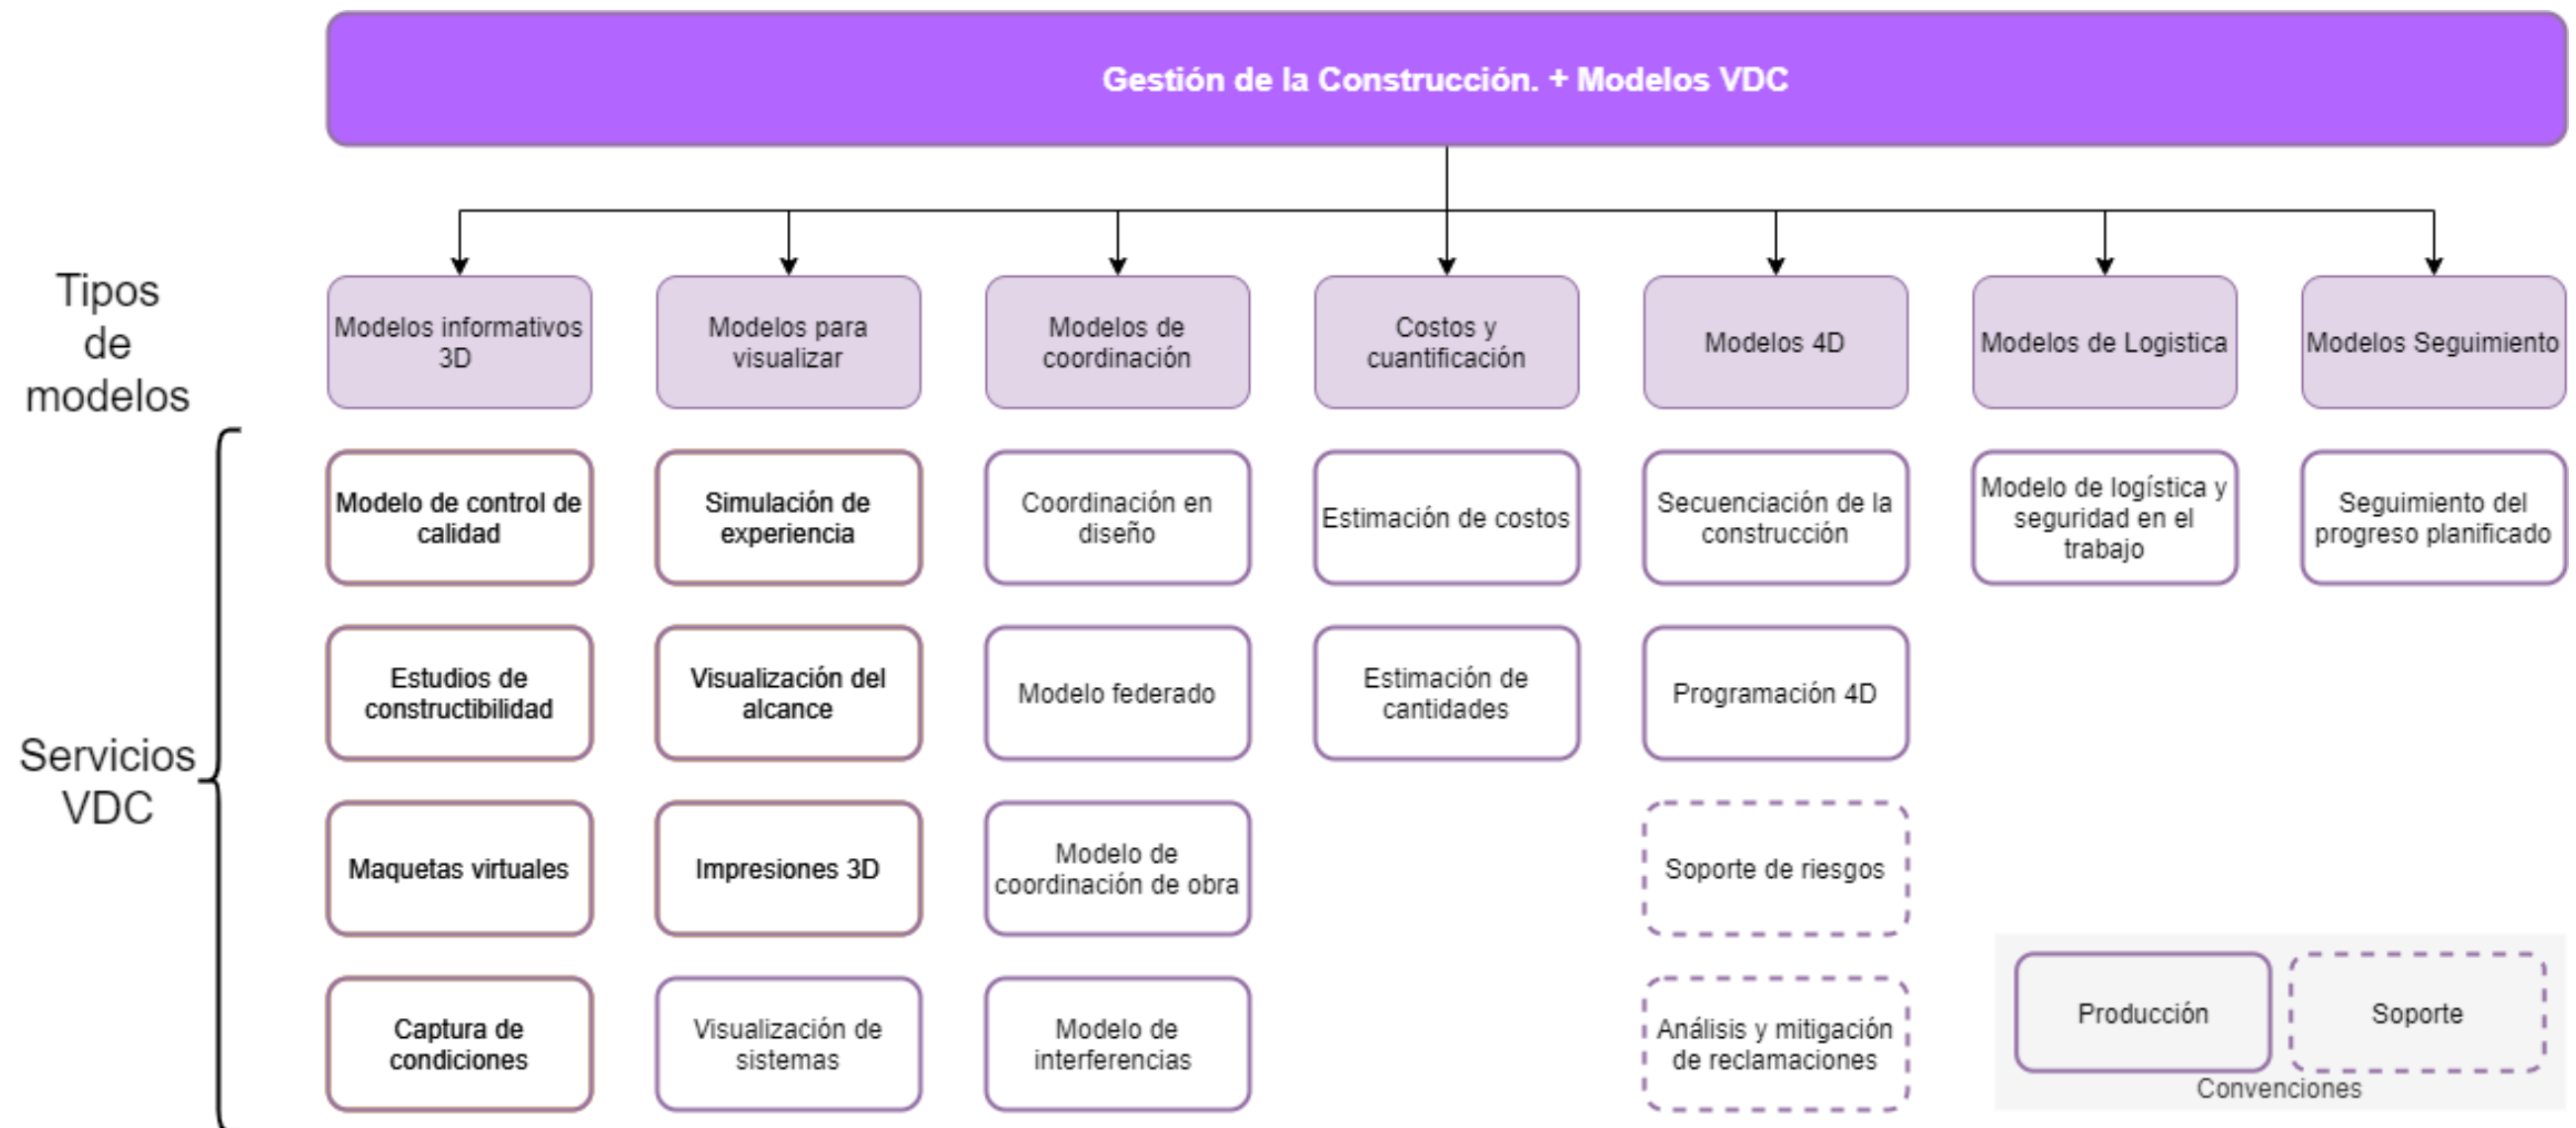 Gestión de la Construcción. + Modelos VDC
Tipos
de
modelos
Modelos informativos
3D
Modelos para
visualizar
Modelos de
coordinación
Costos y
cuantificación
Modelos 4D
Modelos de Logistica
Modelos Seguimiento
Servicios
VDC
Modelo de control de
calidad
Simulación de
experiencia
Coordinación en
diseño
Estimación de costos
Secuenciación de la
construcción
Modelo de logística y
seguridad en el
trabajo
Seguimiento del
progreso planificado
Estudios de
constructibilidad
Visualización del
alcance
Modelo federado
Estimación de
cantidades
Programación 4D
Maquetas virtuales
Impresiones 3D
Modelo de
coordinación de obra
Soporte de riesgos
Captura de
condiciones
Visualización de
sistemas
Modelo de
interferencias
Análisis y mitigación
de reclamaciones
Producción
Soporte
Convenciones